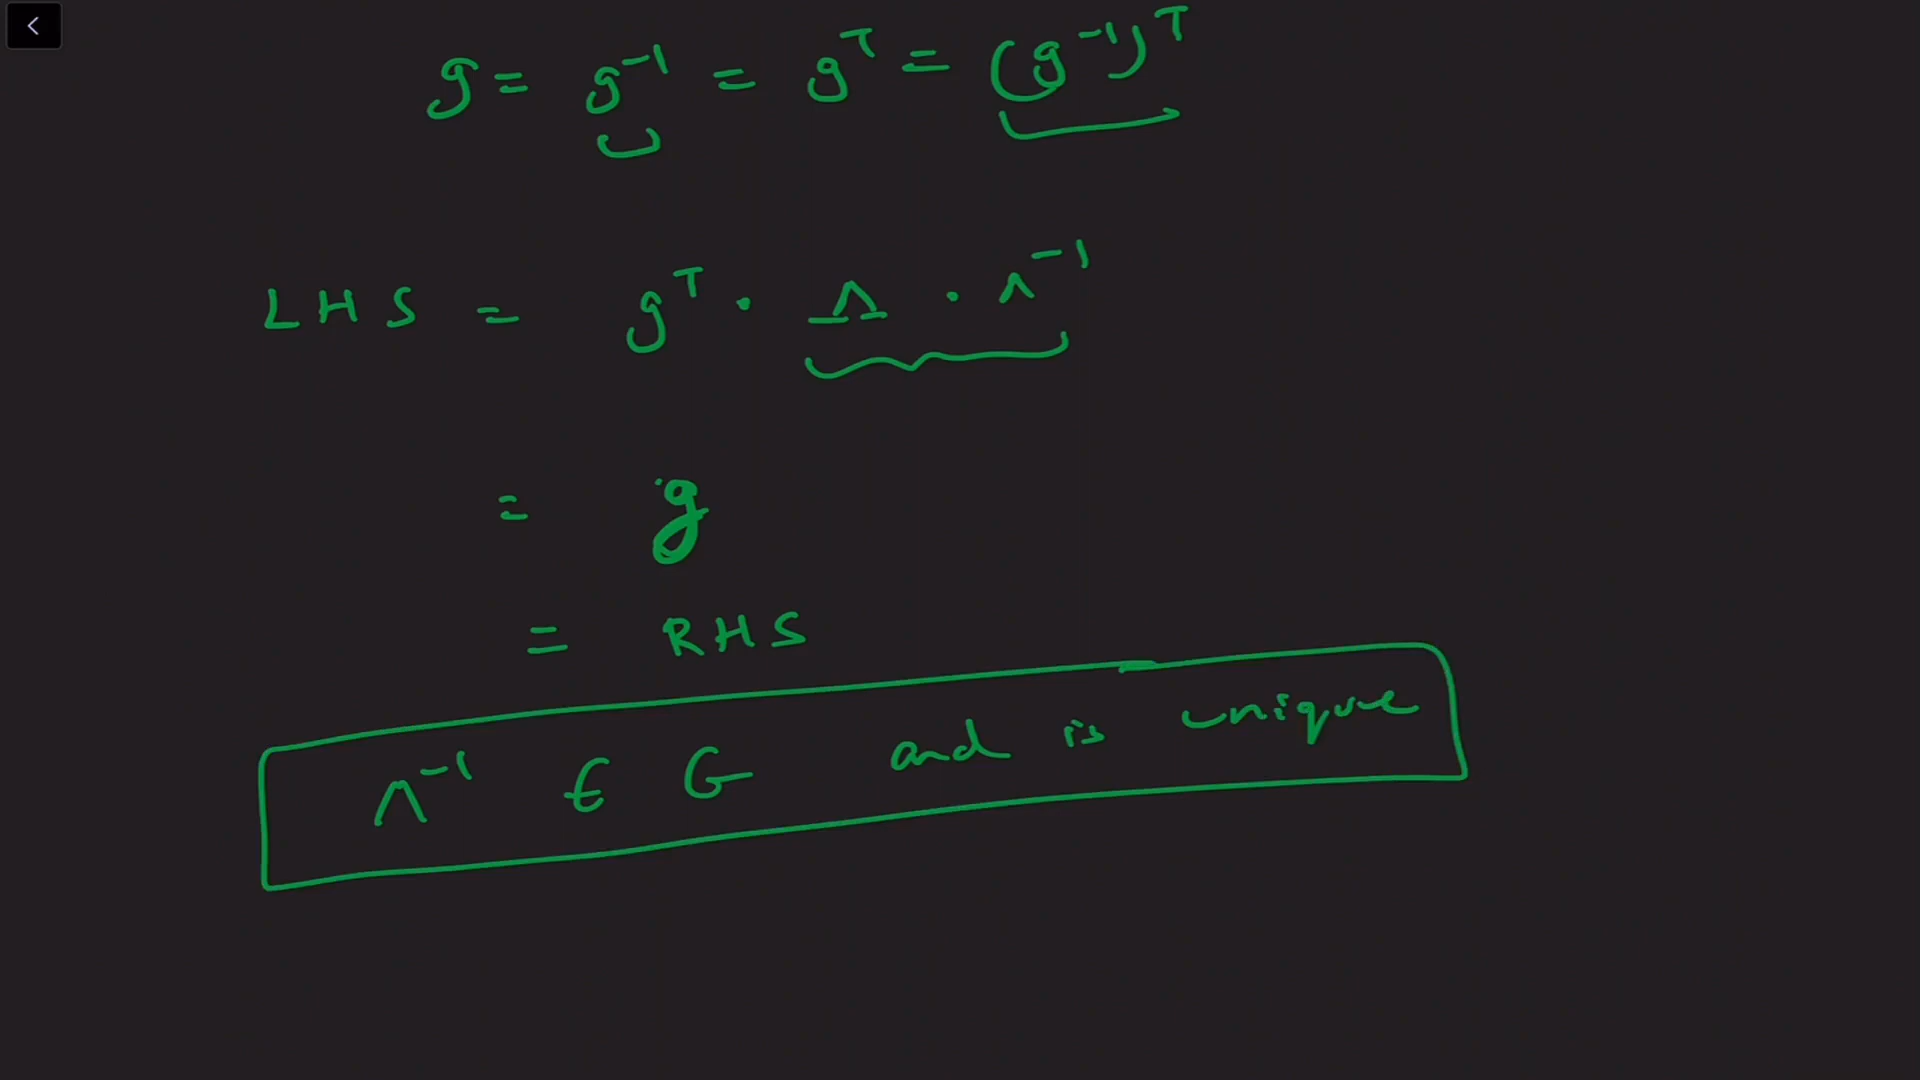 g = g⁻¹ = gᵀ = (g⁻¹)ᵀ
LHS = gᵀ · Λ · Λ⁻¹
= g
= RHS
Λ⁻¹ ∈ G and is unique